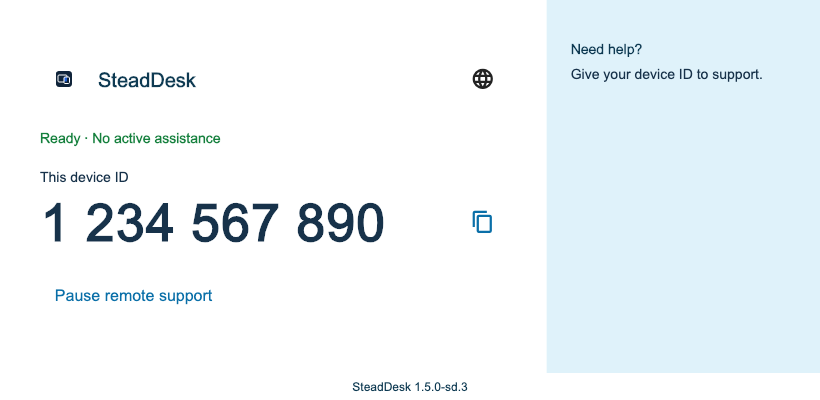 SteadDesk
Ready · No active assistance
This device ID
1 234 567 890
Pause remote support
Need help?
Give your device ID to support.
SteadDesk 1.5.0-sd.3